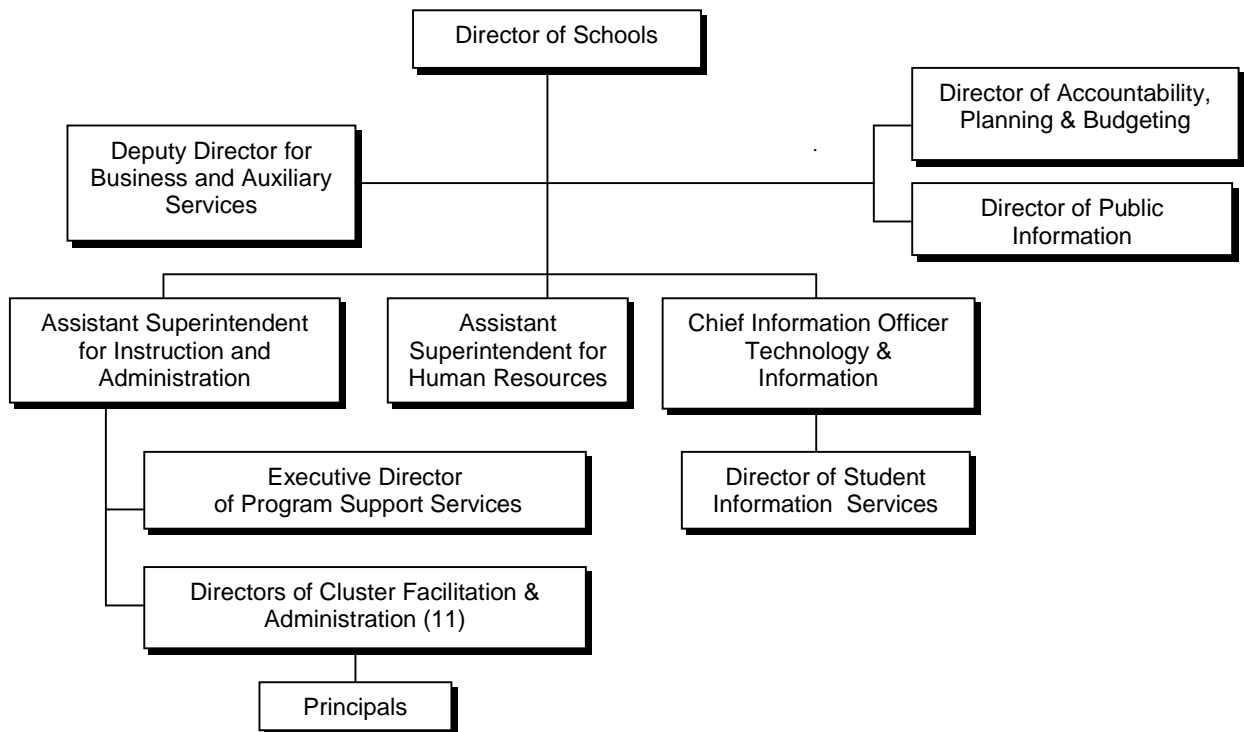 Director of Schools
Director of Accountability,
Planning & Budgeting
Deputy Director for
Business and Auxiliary
Services
Director of Public
Information
Assistant Superintendent
for Instruction and
Administration
Assistant
Superintendent for
Human Resources
Chief Information Officer
Technology &
Information
Executive Director
of Program Support Services
Director of Student
Information Services
Directors of Cluster Facilitation &
Administration (11)
Principals